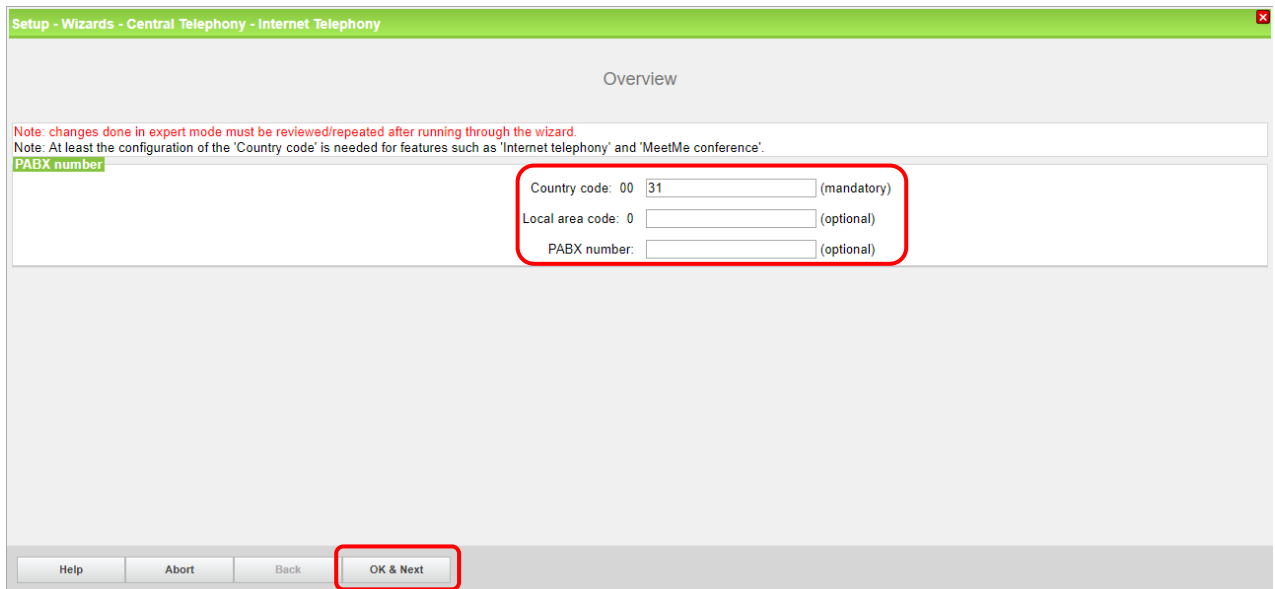 Setup - Wizards - Central Telephony - Internet Telephony
Overview
Note: changes done in expert mode must be reviewed/repeated after running through the wizard.
Note: At least the configuration of the 'Country code' is needed for features such as 'Internet telephony' and 'MeetMe conference'.
PABX number
Country code: 00 31 (mandatory)
Local area code: 0 (optional)
PABX number: (optional)
Help Abort Back OK & Next